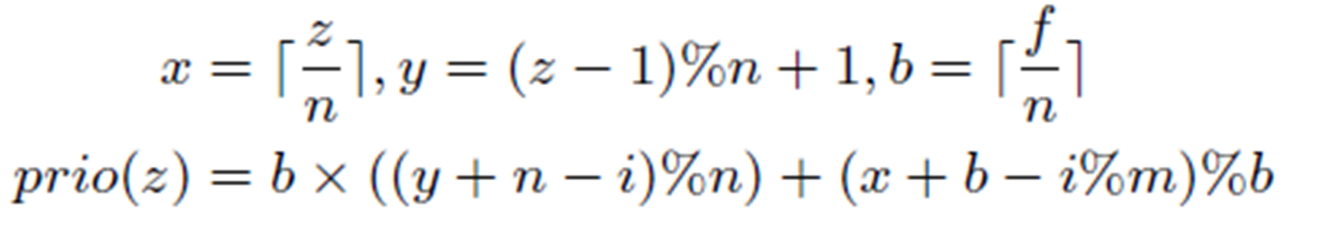 x = ⌈z/n⌉, y = (z − 1)%n + 1, b = ⌈f/n⌉
prio(z) = b × ((y + n − i)%n) + (x + b − i%m)%b